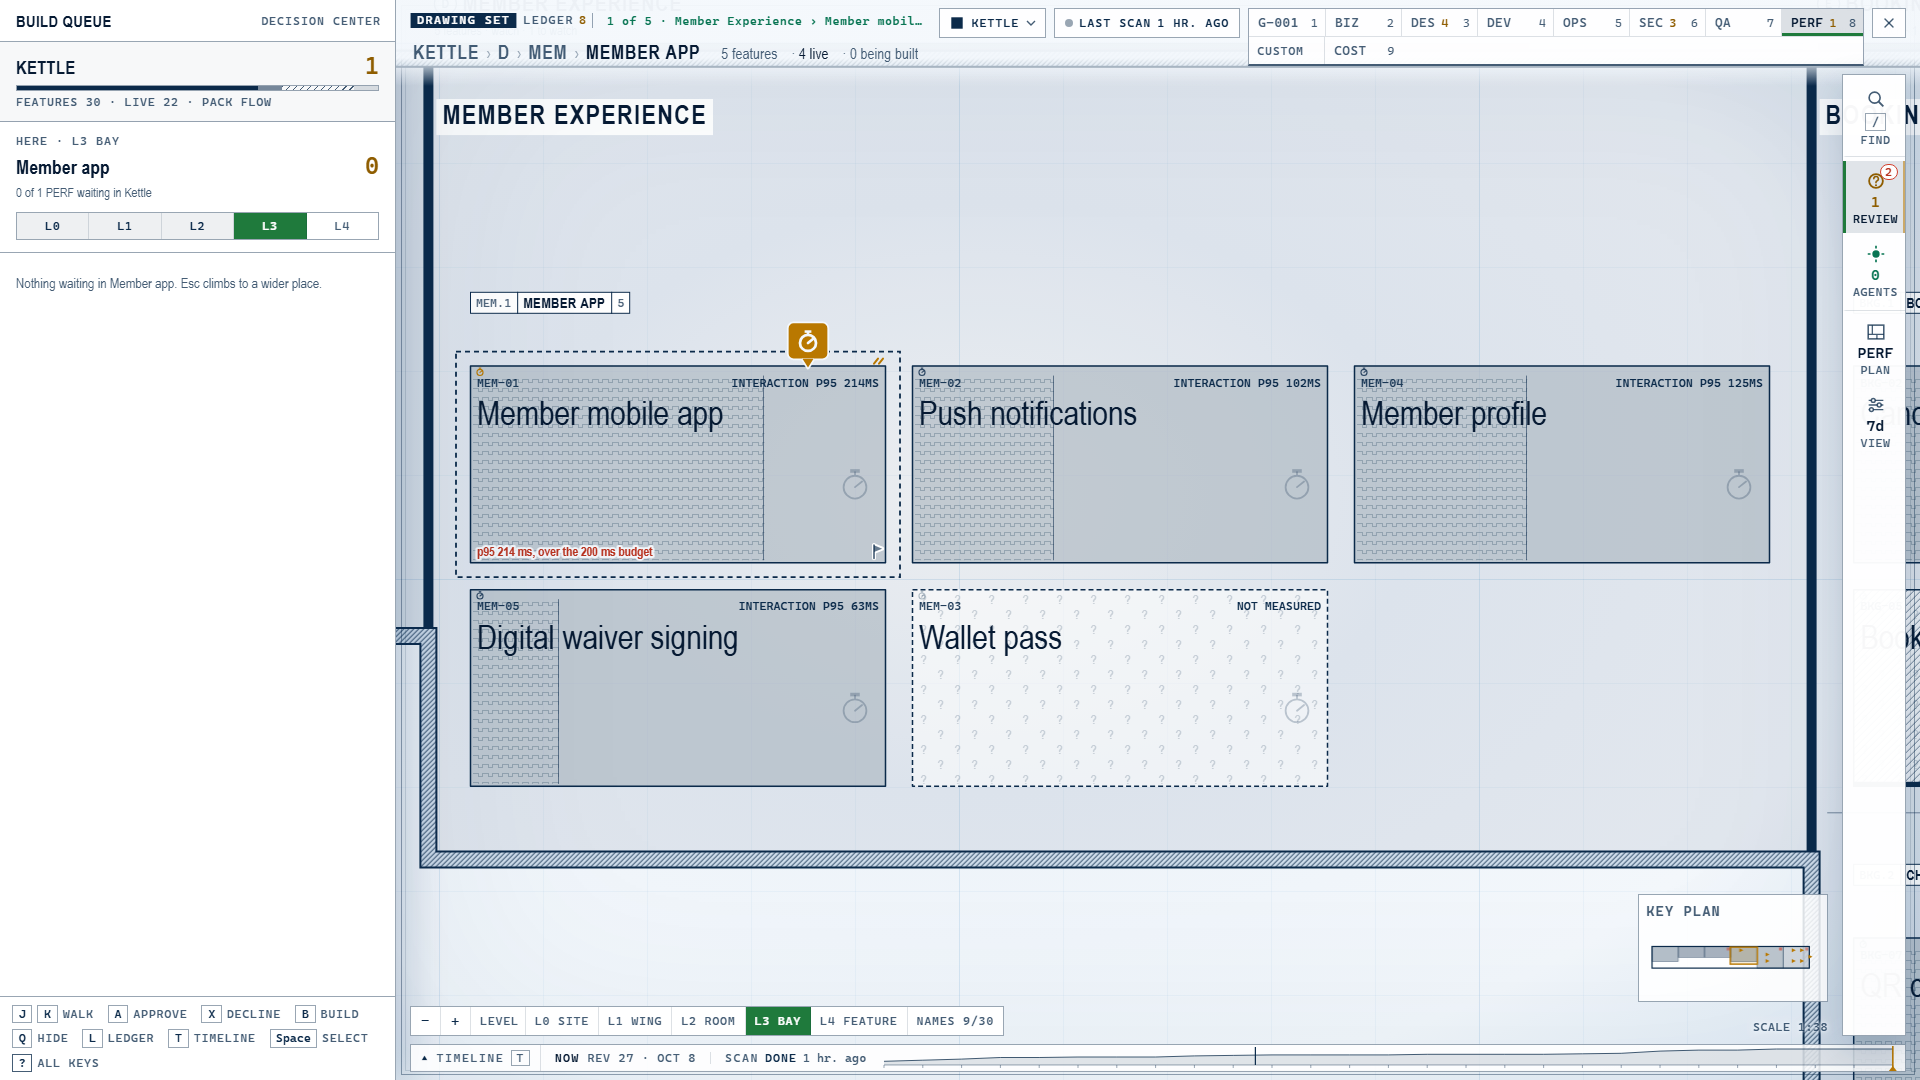 BUILD QUEUE
DECISION CENTER
KETTLE
1
FEATURES 30 · LIVE 22 · PACK FLOW
HERE · L3 BAY
Member app
0
0 of 1 PERF waiting in Kettle
L0 L1 L2 L3 L4
Nothing waiting in Member app. Esc climbs to a wider place.
J K WALK A APPROVE X DECLINE B BUILD
Q HIDE L LEDGER T TIMELINE Space SELECT
? ALL KEYS
DRAWING SET LEDGER 8 1 of 5 · Member Experience › Member mobil…
KETTLE
LAST SCAN 1 HR. AGO
G-001 1 BIZ 2 DES 4 3 DEV 4 OPS 5 SEC 3 6 QA 7 PERF 1 8
CUSTOM COST 9
KETTLE › D › MEM › MEMBER APP 5 features · 4 live · 0 being built
MEMBER EXPERIENCE
MEM.1 MEMBER APP 5
MEM-01 INTERACTION P95 214MS
Member mobile app
p95 214 ms, over the 200 ms budget
MEM-02 INTERACTION P95 102MS
Push notifications
MEM-04 INTERACTION P95 125MS
Member profile
MEM-05 INTERACTION P95 63MS
Digital waiver signing
MEM-03 NOT MEASURED
Wallet pass
/
FIND
2
1
REVIEW
0
AGENTS
PERF
PLAN
7d
VIEW
KEY PLAN
SCALE 1:38
− + LEVEL L0 SITE L1 WING L2 ROOM L3 BAY L4 FEATURE NAMES 9/30
▲ TIMELINE T NOW REV 27 · OCT 8 SCAN DONE 1 hr. ago